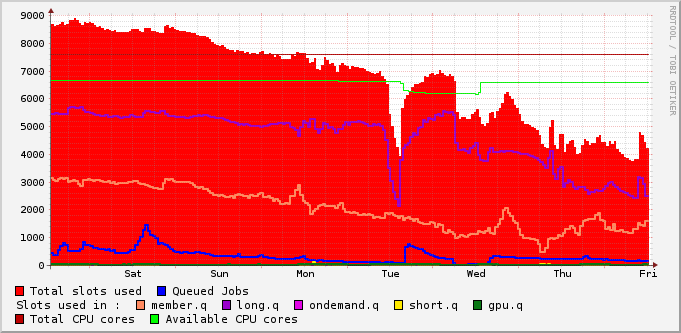 RRDTOOL / TOBI OETIKER
9000
8000
7000
6000
5000
4000
3000
2000
1000
0
Sat Sun Mon Tue Wed Thu Fri
Total slots used Queued Jobs
Slots used in : member.q long.q ondemand.q short.q gpu.q
Total CPU cores Available CPU cores